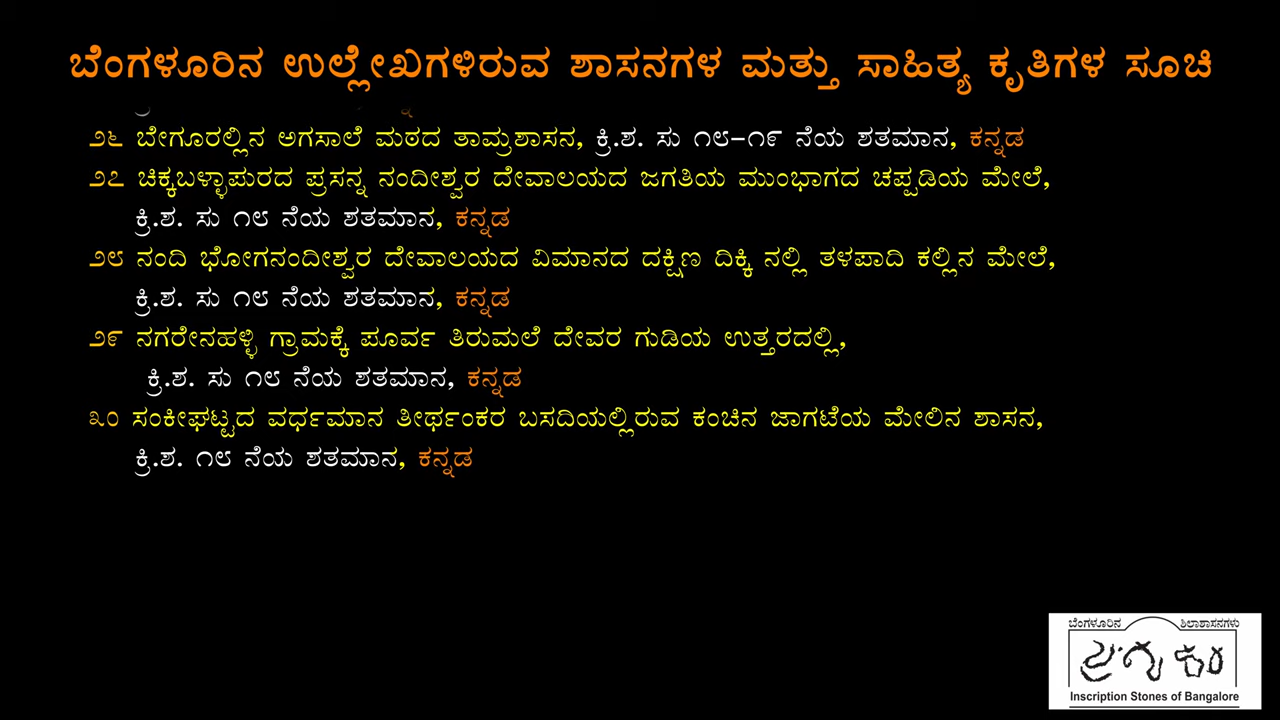 ಬೆಂಗಳೂರಿನ ಉಲ್ಲೇಖಗಳಿರುವ ಶಾಸನಗಳ ಮತ್ತು ಸಾಹಿತ್ಯ ಕೃತಿಗಳ ಸೂಚಿ
೨೬ ಬೇಗೂರಲ್ಲಿನ ಅಗಸಾಲೆ ಮಠದ ತಾಮ್ರಶಾಸನ, ಕ್ರಿ.ಶ. ಸು ೧೮–೧೯ ನೆಯ ಶತಮಾನ, ಕನ್ನಡ
೨೭ ಚಿಕ್ಕಬಳ್ಳಾಪುರದ ಪ್ರಸನ್ನ ನಂದೀಶ್ವರ ದೇವಾಲಯದ ಜಗತಿಯ ಮುಂಭಾಗದ ಚಪ್ಪಡಿಯ ಮೇಲೆ,
ಕ್ರಿ.ಶ. ಸು ೧೮ ನೆಯ ಶತಮಾನ, ಕನ್ನಡ
೨೮ ನಂದಿ ಭೋಗನಂದೀಶ್ವರ ದೇವಾಲಯದ ವಿಮಾನದ ದಕ್ಷಿಣ ದಿಕ್ಕಿ ನಲ್ಲಿ ತಳಪಾದಿ ಕಲ್ಲಿನ ಮೇಲೆ,
ಕ್ರಿ.ಶ. ಸು ೧೮ ನೆಯ ಶತಮಾನ, ಕನ್ನಡ
೨೯ ನಗರೇನಹಳ್ಳಿ ಗ್ರಾಮಕ್ಕೆ ಪೂರ್ವ ತಿರುಮಲೆ ದೇವರ ಗುಡಿಯ ಉತ್ತರದಲ್ಲಿ,
ಕ್ರಿ.ಶ. ಸು ೧೮ ನೆಯ ಶತಮಾನ, ಕನ್ನಡ
೩೦ ಸಂಕೀಘಟ್ಟದ ವರ್ಧಮಾನ ತೀರ್ಥಂಕರ ಬಸದಿಯಲ್ಲಿರುವ ಕಂಚಿನ ಜಾಗಟೆಯ ಮೇಲಿನ ಶಾಸನ,
ಕ್ರಿ.ಶ. ೧೮ ನೆಯ ಶತಮಾನ, ಕನ್ನಡ
ಬೆಂಗಳೂರಿನ ಶಿಲಾಶಾಸನಗಳು
Inscription Stones of Bangalore